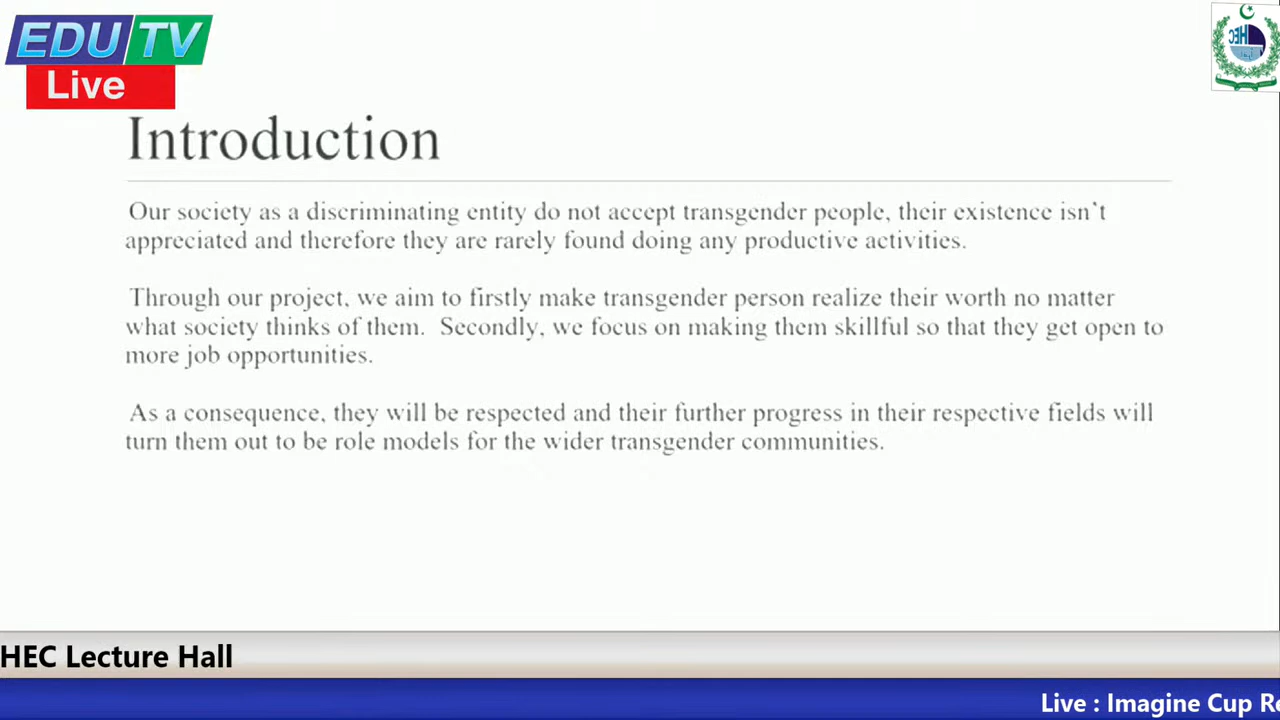 EDU TV
Live
Introduction
Our society as a discriminating entity do not accept transgender people, their existence isn't
appreciated and therefore they are rarely found doing any productive activities.
Through our project, we aim to firstly make transgender person realize their worth no matter
what society thinks of them. Secondly, we focus on making them skillful so that they get open to
more job opportunities.
As a consequence, they will be respected and their further progress in their respective fields will
turn them out to be role models for the wider transgender communities.
HEC Lecture Hall
Live : Imagine Cup Re